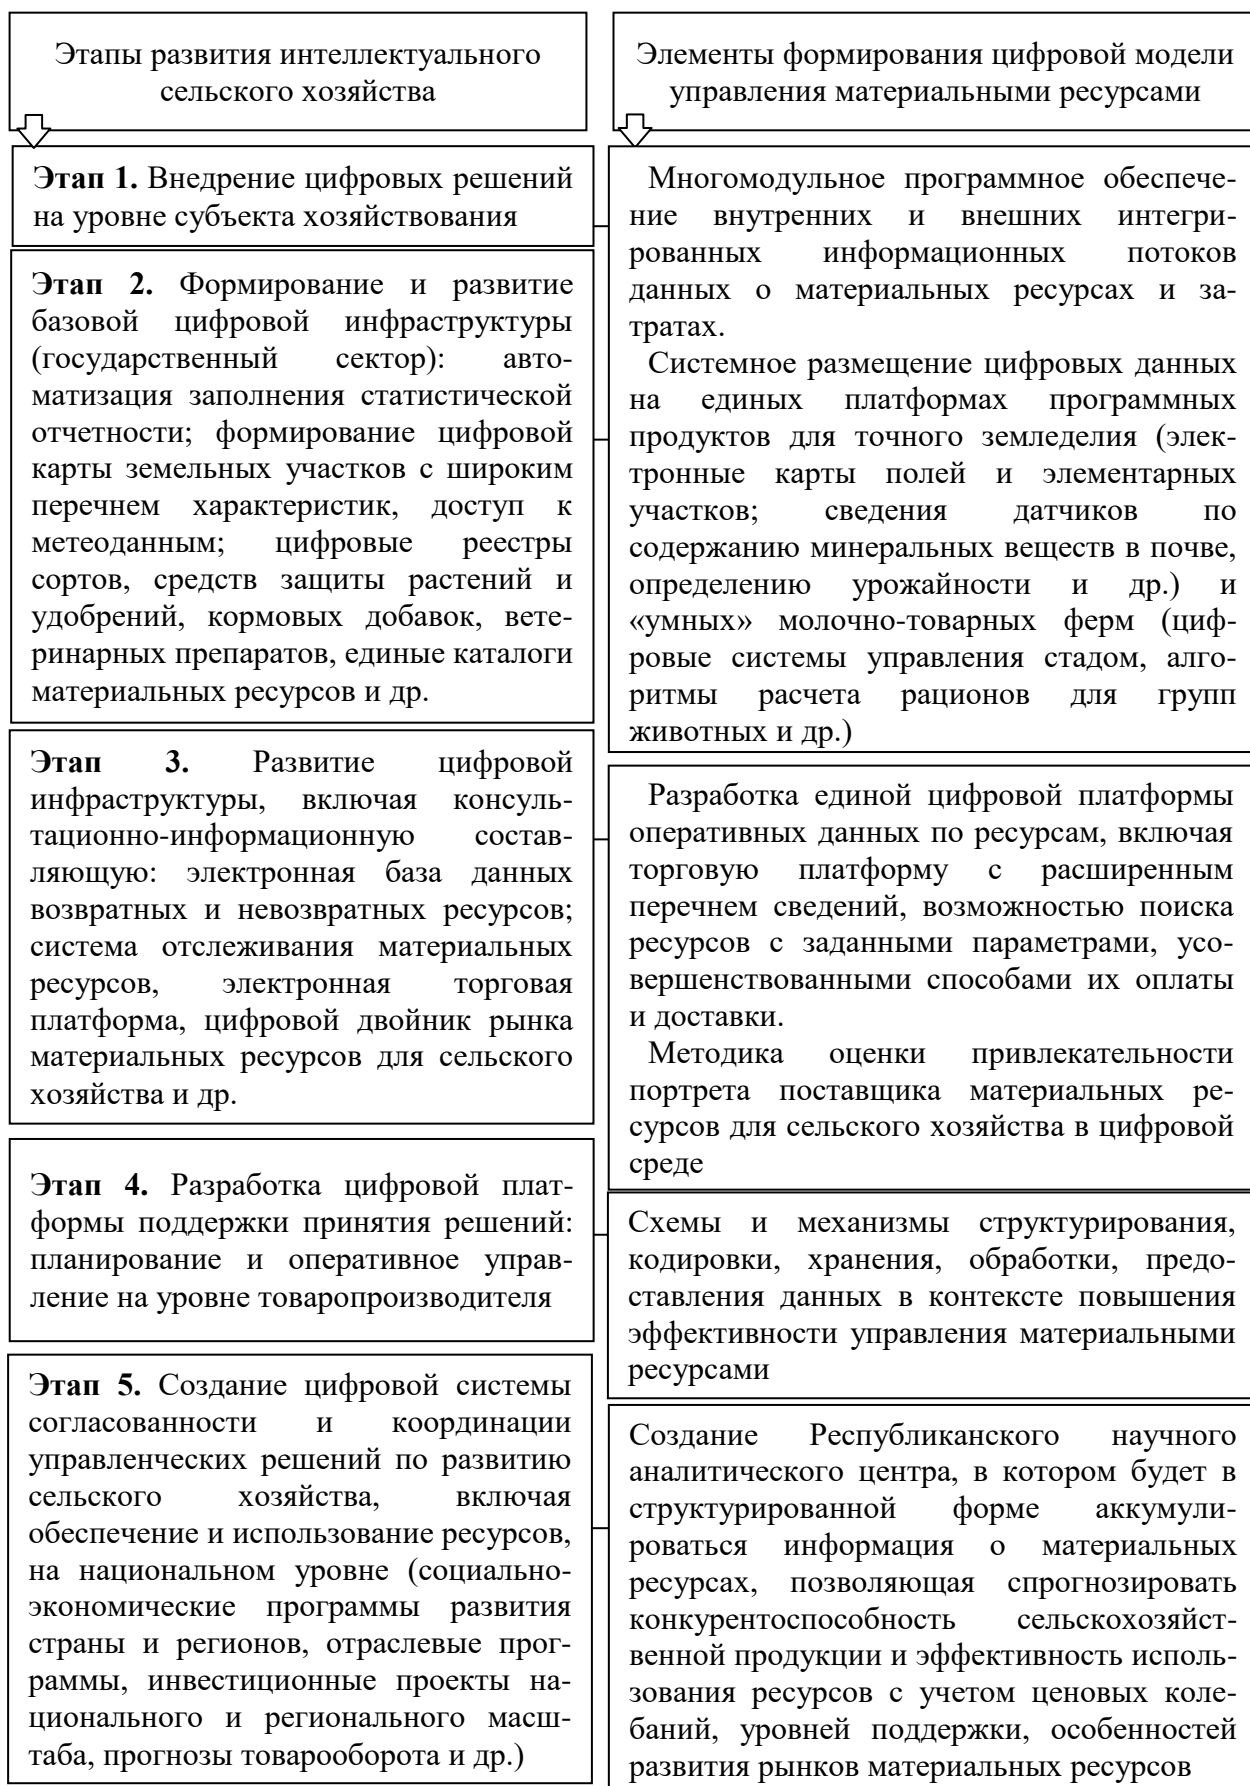 Этапы развития интеллектуального
сельского хозяйства
Элементы формирования цифровой модели
управления материальными ресурсами
Этап 1. Внедрение цифровых решений
на уровне субъекта хозяйствования
Этап 2. Формирование и развитие
базовой цифровой инфраструктуры
(государственный сектор): авто-
матизация заполнения статистической
отчетности; формирование цифровой
карты земельных участков с широким
перечнем характеристик, доступ к
метеоданным; цифровые реестры
сортов, средств защиты растений и
удобрений, кормовых добавок, вете-
ринарных препаратов, единые каталоги
материальных ресурсов и др.
Многомодульное программное обеспече-
ние внутренних и внешних интегри-
рованных информационных потоков
данных о материальных ресурсах и за-
тратах.
Системное размещение цифровых данных
на единых платформах программных
продуктов для точного земледелия (элек-
тронные карты полей и элементарных
участков; сведения датчиков по
содержанию минеральных веществ в почве,
определению урожайности и др.) и
«умных» молочно-товарных ферм (циф-
ровые системы управления стадом, алго-
ритмы расчета рационов для групп
животных и др.)
Этап 3. Развитие цифровой
инфраструктуры, включая консуль-
тационно-информационную состав-
ляющую: электронная база данных
возвратных и невозвратных ресурсов;
система отслеживания материальных
ресурсов, электронная торговая
платформа, цифровой двойник рынка
материальных ресурсов для сельского
хозяйства и др.
Разработка единой цифровой платформы
оперативных данных по ресурсам, включая
торговую платформу с расширенным
перечнем сведений, возможностью поиска
ресурсов с заданными параметрами, усо-
вершенствованными способами их оплаты
и доставки.
Методика оценки привлекательности
портрета поставщика материальных ре-
сурсов для сельского хозяйства в цифровой
среде
Этап 4. Разработка цифровой плат-
формы поддержки принятия решений:
планирование и оперативное управ-
ление на уровне товаропроизводителя
Схемы и механизмы структурирования,
кодировки, хранения, обработки, предо-
ставления данных в контексте повышения
эффективности управления материальными
ресурсами
Этап 5. Создание цифровой системы
согласованности и координации
управленческих решений по развитию
сельского хозяйства, включая
обеспечение и использование ресурсов,
на национальном уровне (социально-
экономические программы развития
страны и регионов, отраслевые прог-
раммы, инвестиционные проекты на-
ционального и регионального масш-
таба, прогнозы товарооборота и др.)
Создание Республиканского научного
аналитического центра, в котором будет в
структурированной форме аккумули-
роваться информация о материальных
ресурсах, позволяющая спрогнозировать
конкурентоспособность сельскохозяйст-
венной продукции и эффективность исполь-
зования ресурсов с учетом ценовых коле-
баний, уровней поддержки, особенностей
развития рынков материальных ресурсов